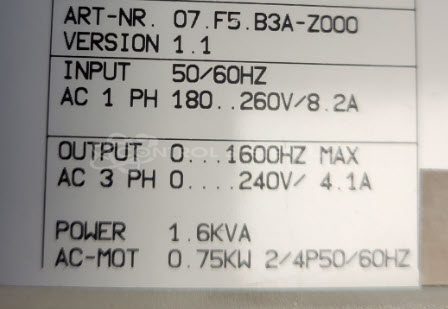 ART-NR. 07.F5.B3A-Z000
VERSION 1.1
INPUT 50/60HZ
AC 1 PH 180..260V/8.2A
OUTPUT 0...1600HZ MAX
AC 3 PH 0....240V/ 4.1A
POWER 1.6KVA
AC-MOT 0.75KW 2/4P50/60HZ